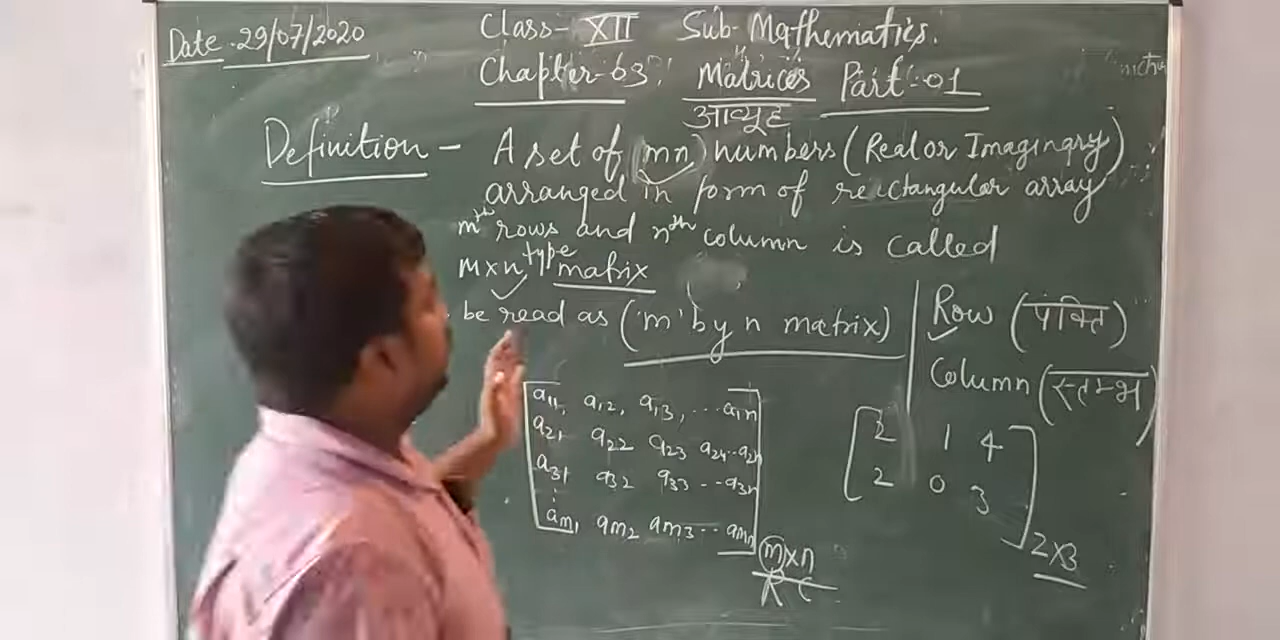 Date - 29/07/2020
Class- XII Sub- Mathematics.
Chapter-03: Matrices Part-01
आव्यूह
Definition - A set of (mn) numbers (Real or Imaginary)
arranged in form of rectangular array
mth rows and nth column is called
m×n type matrix
be read as ('m' by n matrix)
Row (पंक्ति)
Column (स्तम्भ)
a11, a12, a13, ... a1n
a21 a22 a23 a24..a2n
a31 a32 a33 ... a3n
am1 am2 am3 .. amn
m×n
R C
2 1 4
2 0 3
2×3